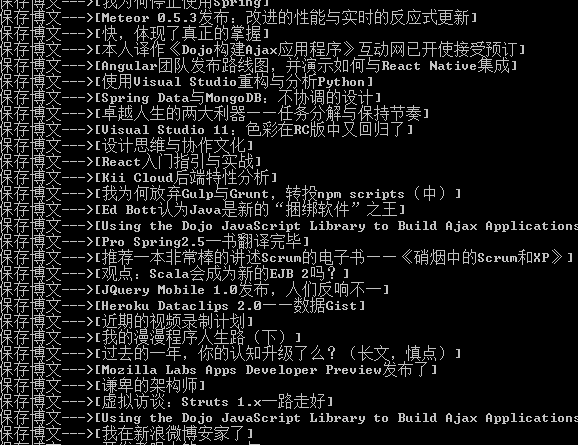 保存博文--->[我为何停止使用Spring]
保存博文--->[Meteor 0.5.3发布：改进的性能与实时的反应式更新]
保存博文--->[快，体现了真正的掌握]
保存博文--->[本人译作《Dojo构建Ajax应用程序》互动网已开使接受预订]
保存博文--->[Angular团队发布路线图，并演示如何与React Native集成]
保存博文--->[使用Visual Studio重构与分析Python]
保存博文--->[Spring Data与MongoDB：不协调的设计]
保存博文--->[卓越人生的两大利器——任务分解与保持节奏]
保存博文--->[Visual Studio 11：色彩在RC版中又回归了]
保存博文--->[设计思维与协作文化]
保存博文--->[React入门指引与实战]
保存博文--->[Kii Cloud后端特性分析]
保存博文--->[我为何放弃Gulp与Grunt，转投npm scripts（中）]
保存博文--->[Ed Bott认为Java是新的“捆绑软件”之王]
保存博文--->[Using the Dojo JavaScript Library to Build Ajax Applications
保存博文--->[Pro Spring2.5一书翻译完毕]
保存博文--->[推荐一本非常棒的讲述Scrum的电子书——《硝烟中的Scrum和XP》]
保存博文--->[观点：Scala会成为新的EJB 2吗？]
保存博文--->[JQuery Mobile 1.0发布，人们反响不一]
保存博文--->[Heroku Dataclips 2.0——数据Gist]
保存博文--->[近期的视频录制计划]
保存博文--->[我的漫漫程序人生路（下）]
保存博文--->[过去的一年，你的认知升级了么？（长文，慎点）]
保存博文--->[Mozilla Labs Apps Developer Preview发布了]
保存博文--->[谦卑的架构师]
保存博文--->[虚拟访谈：Struts 1.x一路走好]
保存博文--->[Using the Dojo JavaScript Library to Build Ajax Applications
保存博文--->[我在新浪微博安家了]